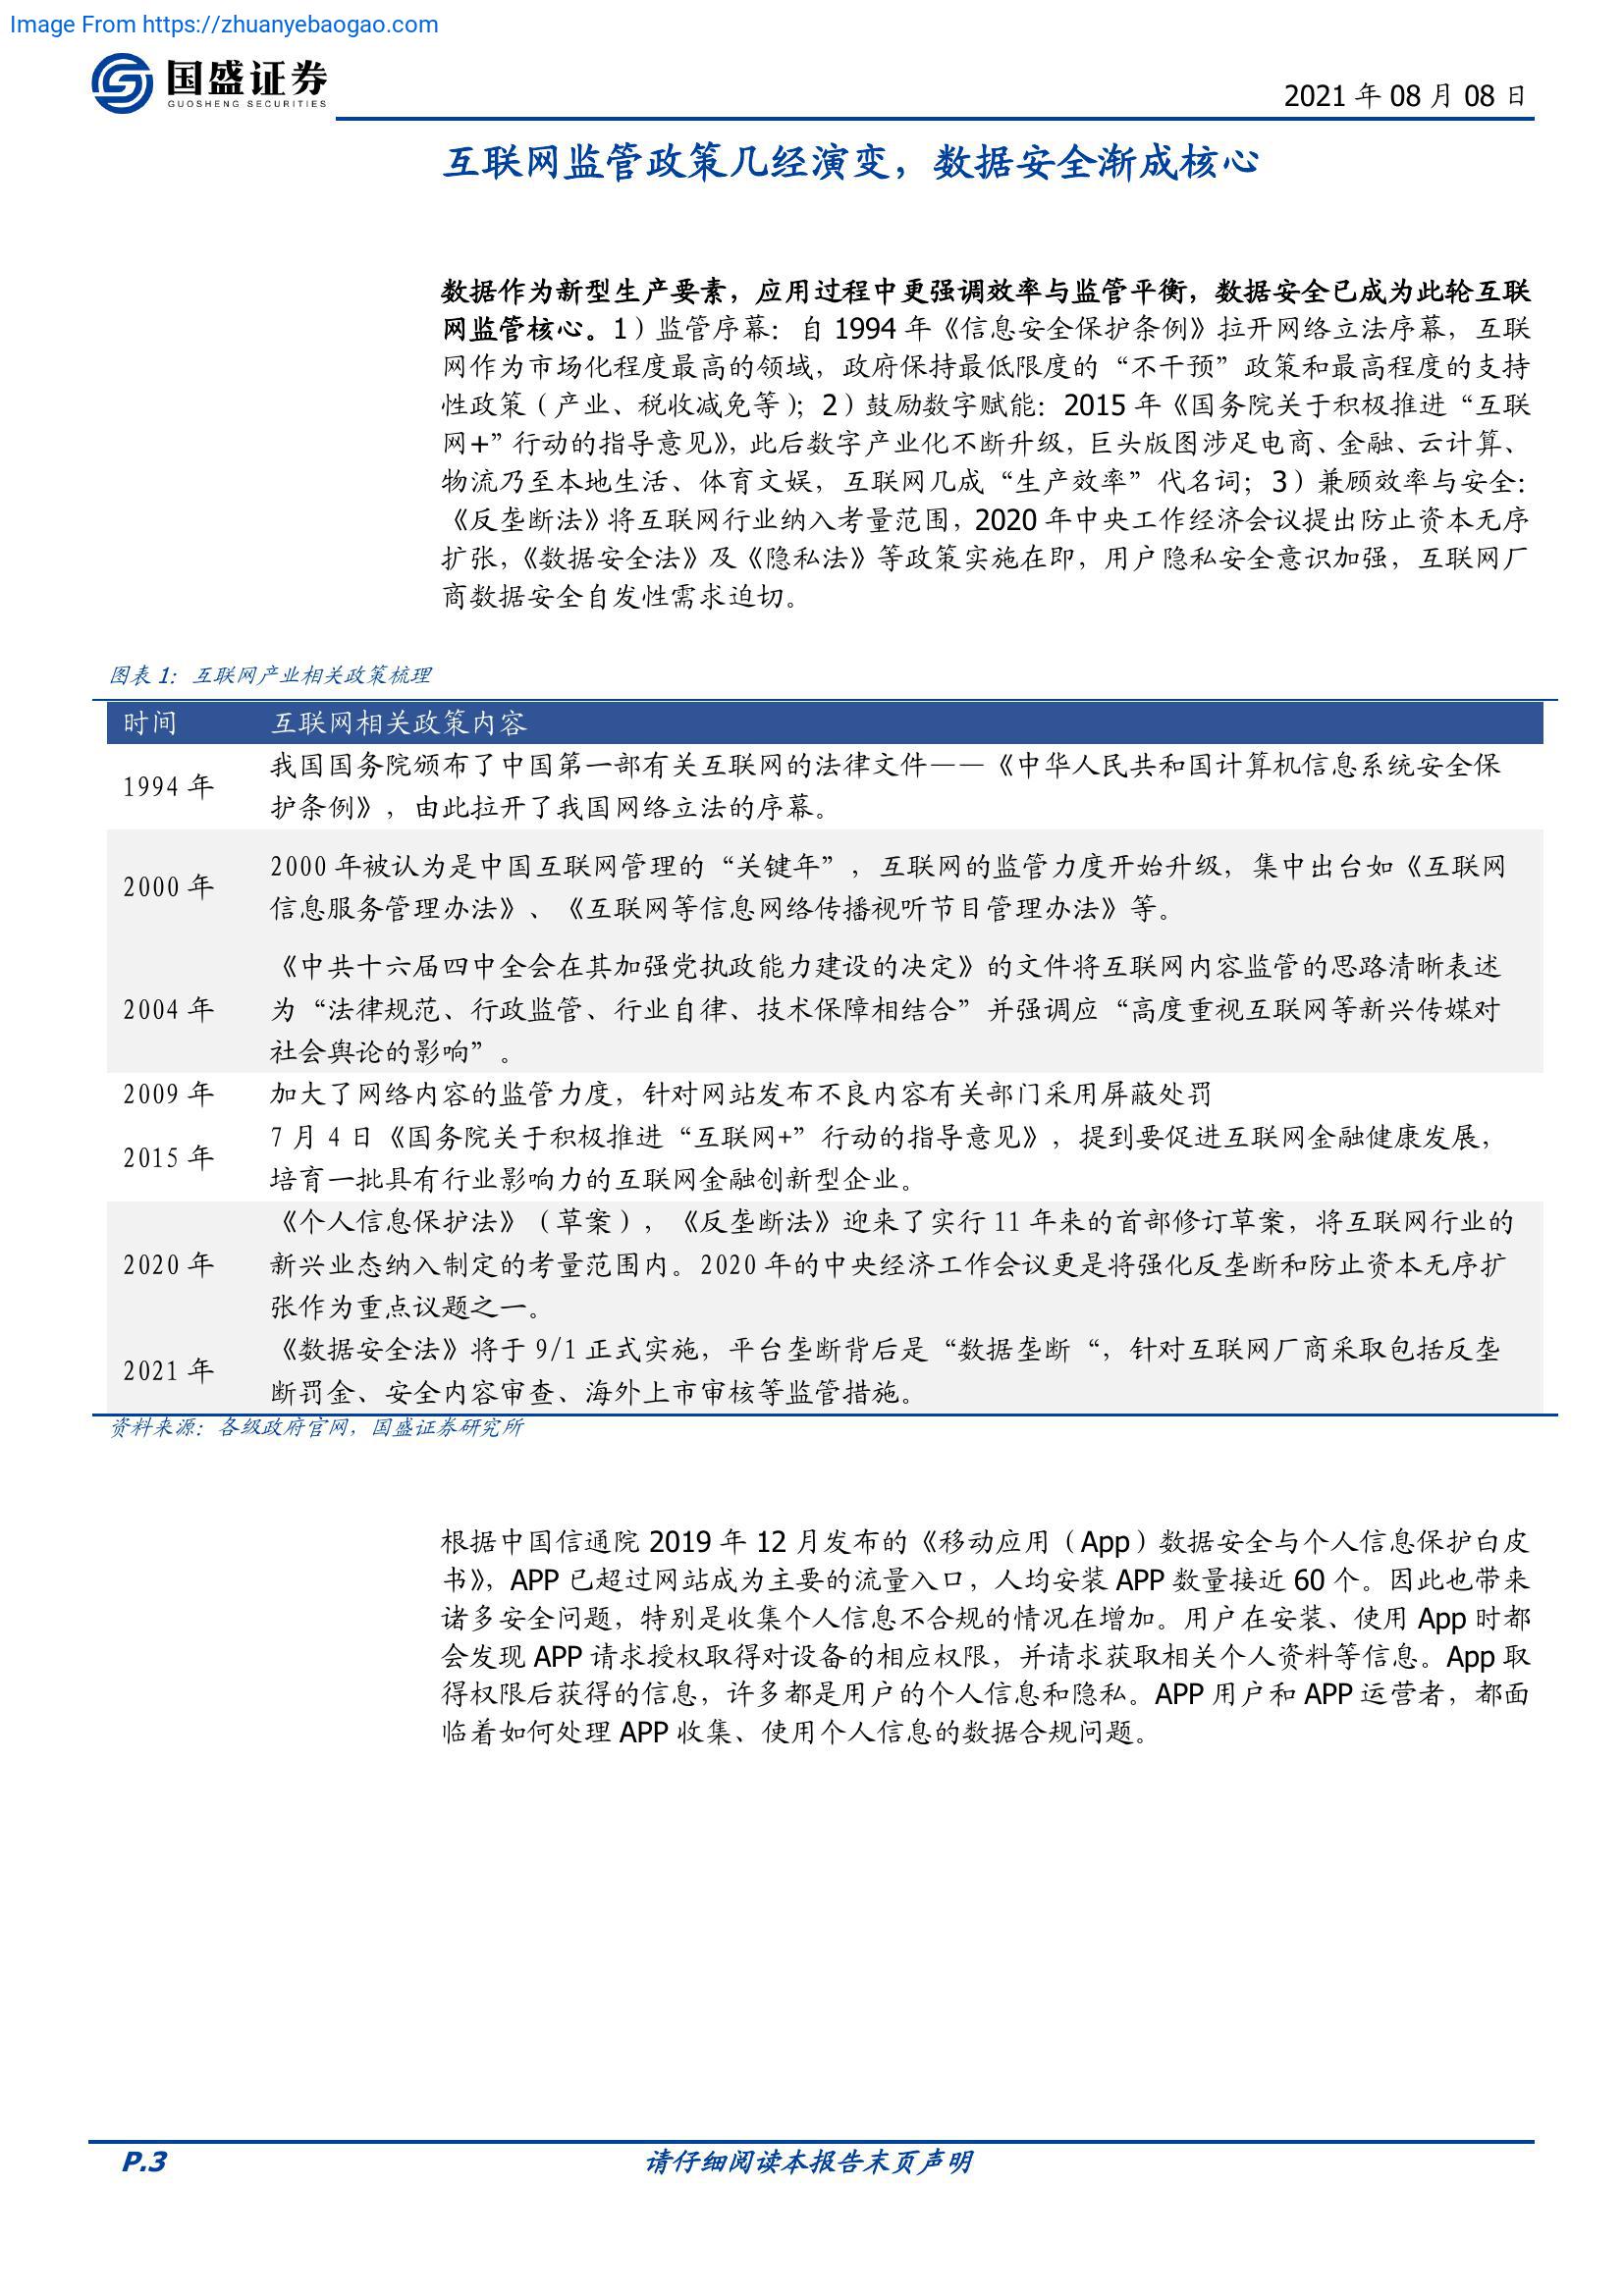 Image From https://zhuanyebaogao.com
国盛证券
GUOSHENG SECURITIES
2021 年 08 月 08 日
互联网监管政策几经演变，数据安全渐成核心
数据作为新型生产要素，应用过程中更强调效率与监管平衡，数据安全已成为此轮互联
网监管核心。1）监管序幕：自 1994 年《信息安全保护条例》拉开网络立法序幕，互联
网作为市场化程度最高的领域，政府保持最低限度的“不干预”政策和最高程度的支持
性政策（产业、税收减免等）；2）鼓励数字赋能：2015 年《国务院关于积极推进“互联
网+”行动的指导意见》，此后数字产业化不断升级，巨头版图涉足电商、金融、云计算、
物流乃至本地生活、体育文娱，互联网几成“生产效率”代名词；3）兼顾效率与安全：
《反垄断法》将互联网行业纳入考量范围，2020 年中央工作经济会议提出防止资本无序
扩张，《数据安全法》及《隐私法》等政策实施在即，用户隐私安全意识加强，互联网厂
商数据安全自发性需求迫切。
图表 1：互联网产业相关政策梳理
时间 互联网相关政策内容
1994 年 我国国务院颁布了中国第一部有关互联网的法律文件——《中华人民共和国计算机信息系统安全保
护条例》，由此拉开了我国网络立法的序幕。
2000 年 2000 年被认为是中国互联网管理的“关键年”，互联网的监管力度开始升级，集中出台如《互联网
信息服务管理办法》、《互联网等信息网络传播视听节目管理办法》等。
2004 年 《中共十六届四中全会在其加强党执政能力建设的决定》的文件将互联网内容监管的思路清晰表述
为“法律规范、行政监管、行业自律、技术保障相结合”并强调应“高度重视互联网等新兴传媒对
社会舆论的影响”。
2009 年 加大了网络内容的监管力度，针对网站发布不良内容有关部门采用屏蔽处罚
2015 年 7 月 4 日《国务院关于积极推进“互联网+”行动的指导意见》，提到要促进互联网金融健康发展，
培育一批具有行业影响力的互联网金融创新型企业。
2020 年 《个人信息保护法》（草案），《反垄断法》迎来了实行 11 年来的首部修订草案，将互联网行业的
新兴业态纳入制定的考量范围内。2020 年的中央经济工作会议更是将强化反垄断和防止资本无序扩
张作为重点议题之一。
2021 年 《数据安全法》将于 9/1 正式实施，平台垄断背后是“数据垄断“，针对互联网厂商采取包括反垄
断罚金、安全内容审查、海外上市审核等监管措施。
资料来源：各级政府官网，国盛证券研究所
根据中国信通院 2019 年 12 月发布的《移动应用（App）数据安全与个人信息保护白皮
书》，APP 已超过网站成为主要的流量入口，人均安装 APP 数量接近 60 个。因此也带来
诸多安全问题，特别是收集个人信息不合规的情况在增加。用户在安装、使用 App 时都
会发现 APP 请求授权取得对设备的相应权限，并请求获取相关个人资料等信息。App 取
得权限后获得的信息，许多都是用户的个人信息和隐私。APP 用户和 APP 运营者，都面
临着如何处理 APP 收集、使用个人信息的数据合规问题。
P.3 请仔细阅读本报告末页声明